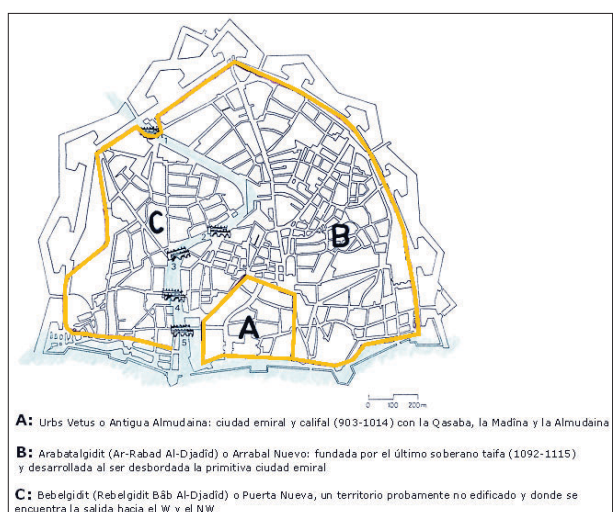 C
B
3
4
A
5
0 100 200m
A: Urbs Vetus o Antigua Almudaina: ciudad emiral y califal (903-1014) con la Qasaba, la Madîna y la Almudaina
B: Arabatalgidit (Ar-Rabad Al-Djadîd) o Arrabal Nuevo: fundada por el último soberano taifa (1092-1115)
y desarrollada al ser desbordada la primitiva ciudad emiral
C: Bebelgidit (Rebelgidit Bâb Al-Djadîd) o Puerta Nueva, un territorio probamente no edificado y donde se
encuentra la salida hacia el W y el NW